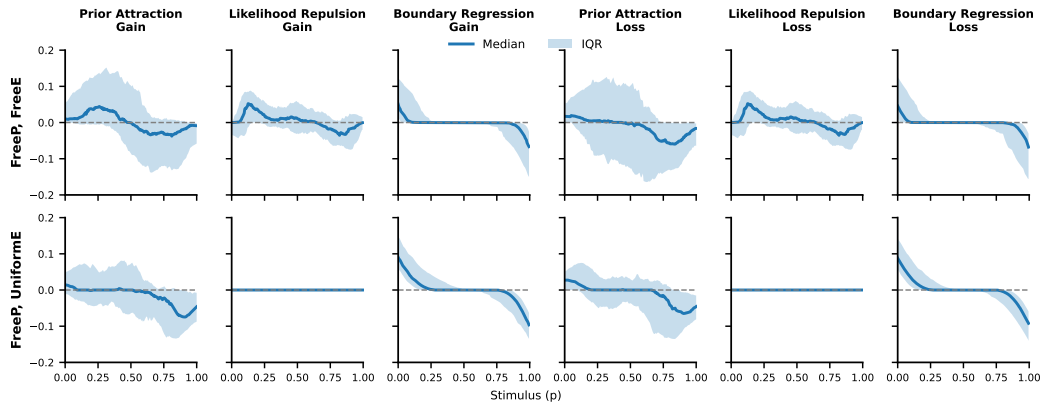 Prior Attraction
Gain
Likelihood Repulsion
Gain
Boundary Regression
Gain
Prior Attraction
Loss
Likelihood Repulsion
Loss
Boundary Regression
Loss
Median
IQR
FreeP, FreeE
0.2
0.1
0.0
−0.1
−0.2
FreeP, UniformE
0.2
0.1
0.0
−0.1
−0.2
0.00 0.25 0.50 0.75 1.00
0.00 0.25 0.50 0.75 1.00
0.00 0.25 0.50 0.75 1.00
0.00 0.25 0.50 0.75 1.00
0.00 0.25 0.50 0.75 1.00
0.00 0.25 0.50 0.75 1.00
Stimulus (p)